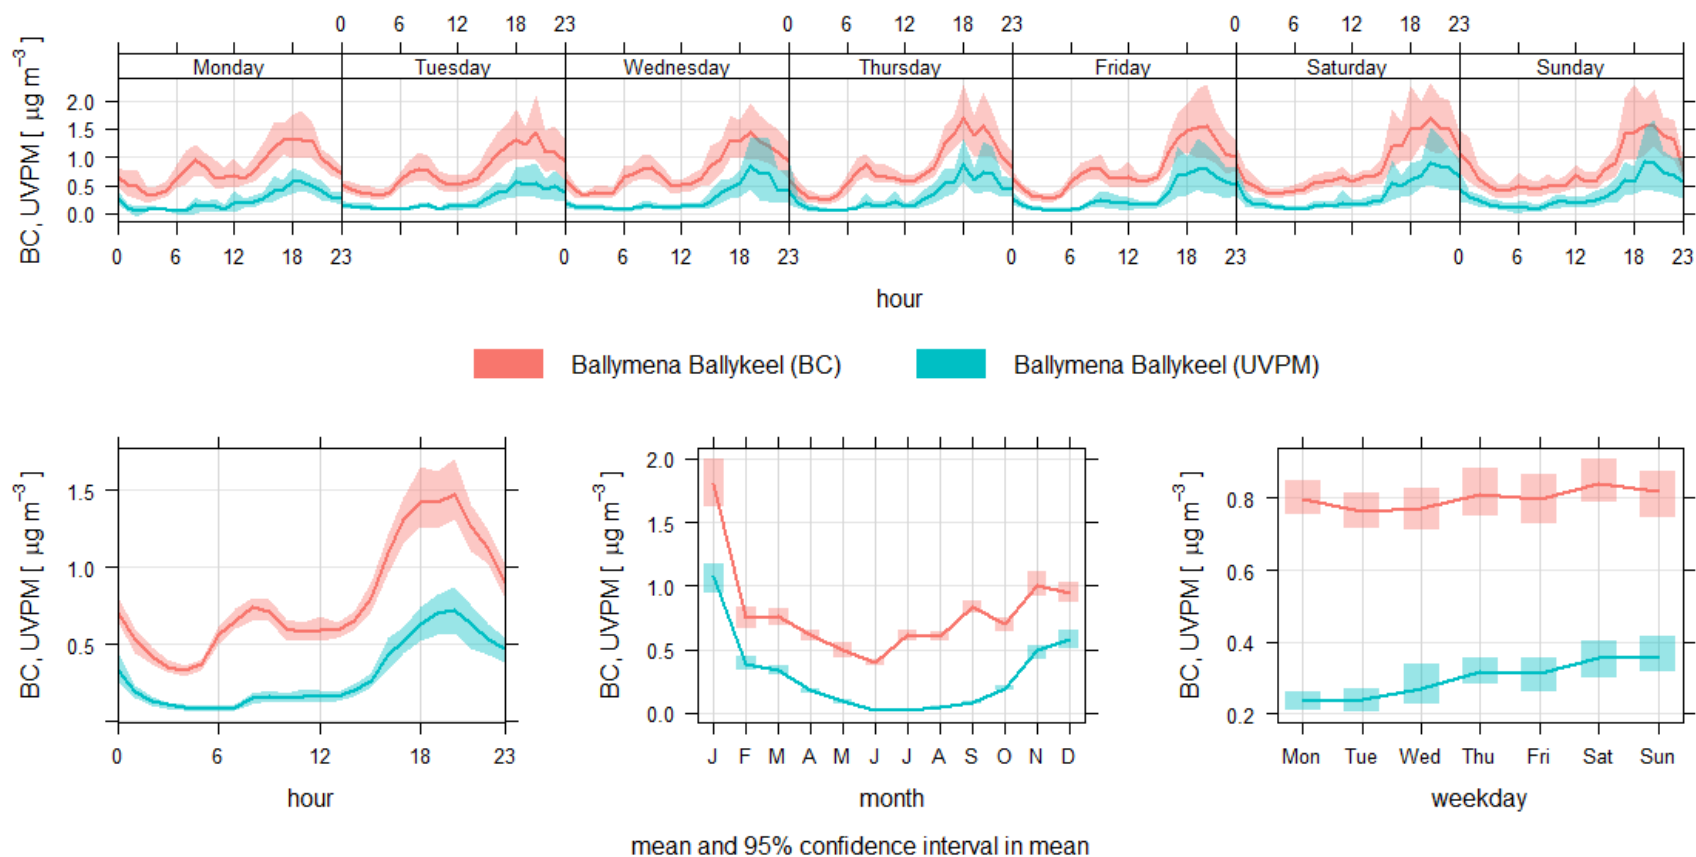 0 6 12 18 23 0 6 12 18 23 0 6 12 18 23
Monday Tuesday Wednesday Thursday Friday Saturday Sunday
BC, UVPM [ µg m⁻³ ]
2.0
1.5
1.0
0.5
0.0
0 6 12 18 23 0 6 12 18 23 0 6 12 18 23 0 6 12 18 23
hour
Ballymena Ballykeel (BC) Ballymena Ballykeel (UVPM)
BC, UVPM [ µg m⁻³ ]
1.5
1.0
0.5
0 6 12 18 23
hour
BC, UVPM [ µg m⁻³ ]
2.0
1.5
1.0
0.5
0.0
J F M A M J J A S O N D
month
BC, UVPM [ µg m⁻³ ]
0.8
0.6
0.4
0.2
Mon Tue Wed Thu Fri Sat Sun
weekday
mean and 95% confidence interval in mean